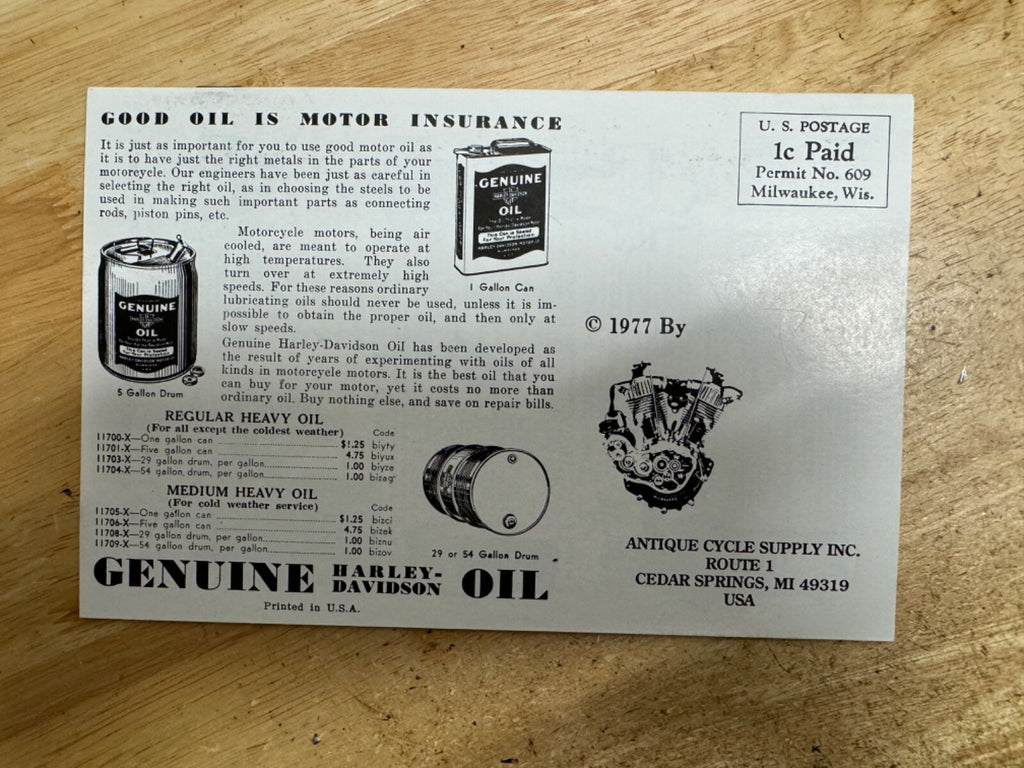 GOOD OIL IS MOTOR INSURANCE
It is just as important for you to use good motor oil as
it is to have just the right metals in the parts of your
motorcycle. Our engineers have been just as careful in
selecting the right oil, as in choosing the steels to be
used in making such important parts as connecting
rods, piston pins, etc.
Motorcycle motors, being air
cooled, are meant to operate at
high temperatures. They also
turn over at extremely high
speeds. For these reasons ordinary
lubricating oils should never be used, unless it is im-
possible to obtain the proper oil, and then only at
slow speeds.
Genuine Harley-Davidson Oil has been developed as
the result of years of experimenting with oils of all
kinds in motorcycle motors. It is the best oil that you
can buy for your motor, yet it costs no more than
ordinary oil. Buy nothing else, and save on repair bills.
GENUINE
OIL
This Can is Sealed
For Your Protection
1 Gallon Can
GENUINE
OIL
5 Gallon Drum
REGULAR HEAVY OIL
(For all except the coldest weather) Code
11700-X—One gallon can $1.25 biyty
11701-X—Five gallon can 4.75 biyux
11703-X—29 gallon drum, per gallon 1.00 biyze
11704-X—54 gallon drum, per gallon 1.00 bizag
MEDIUM HEAVY OIL
(For cold weather service) Code
11705-X—One gallon can $1.25 bizci
11706-X—Five gallon can 4.75 bizek
11708-X—29 gallon drum, per gallon 1.00 biznu
11709-X—54 gallon drum, per gallon 1.00 bizov
29 or 54 Gallon Drum
GENUINE HARLEY-DAVIDSON OIL
Printed in U.S.A.
U. S. POSTAGE
1c Paid
Permit No. 609
Milwaukee, Wis.
© 1977 By
ANTIQUE CYCLE SUPPLY INC.
ROUTE 1
CEDAR SPRINGS, MI 49319
USA